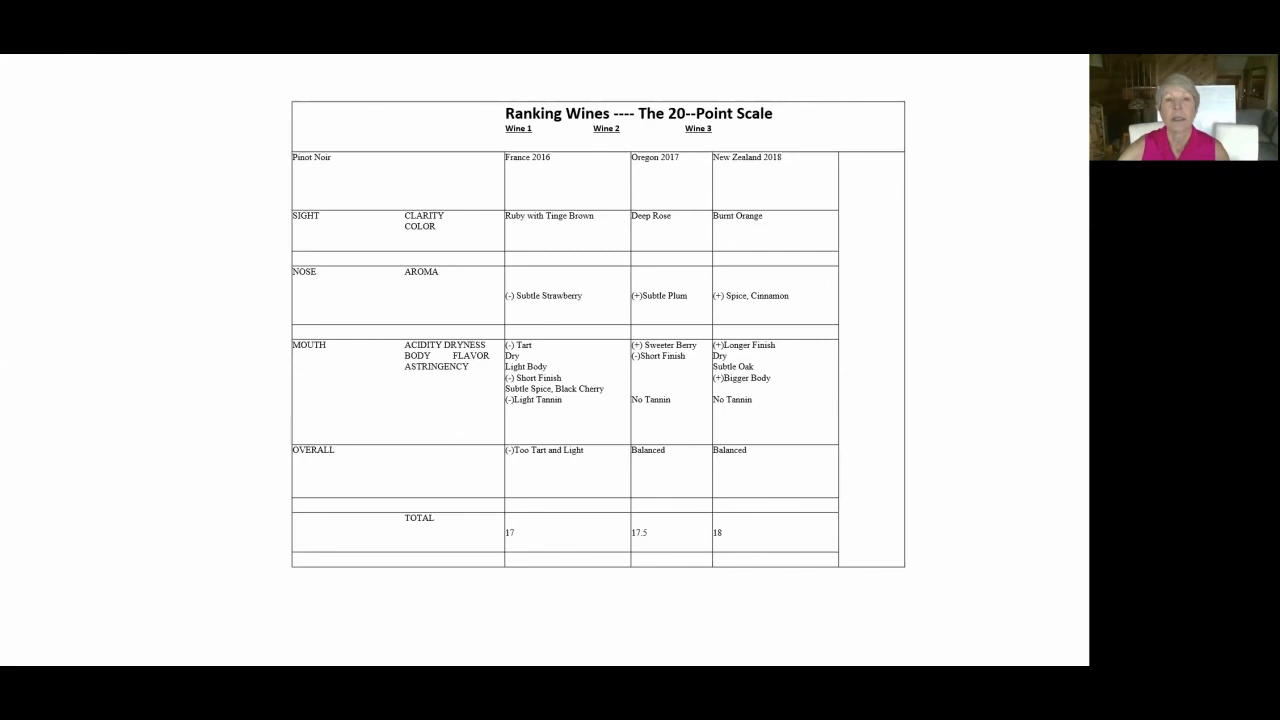 Ranking Wines ---- The 20--Point Scale
Wine 1 Wine 2 Wine 3
Pinot Noir France 2016 Oregon 2017 New Zealand 2018
SIGHT CLARITY Ruby with Tinge Brown Deep Rose Burnt Orange
COLOR
NOSE AROMA
(-) Subtle Strawberry (+)Subtle Plum (+) Spice, Cinnamon
MOUTH ACIDITY DRYNESS (-) Tart (+) Sweeter Berry (+)Longer Finish
BODY FLAVOR Dry (-)Short Finish Dry
ASTRINGENCY Light Body Subtle Oak
(-) Short Finish (+)Bigger Body
Subtle Spice, Black Cherry
(-)Light Tannin No Tannin No Tannin
OVERALL (-)Too Tart and Light Balanced Balanced
TOTAL
17 17.5 18